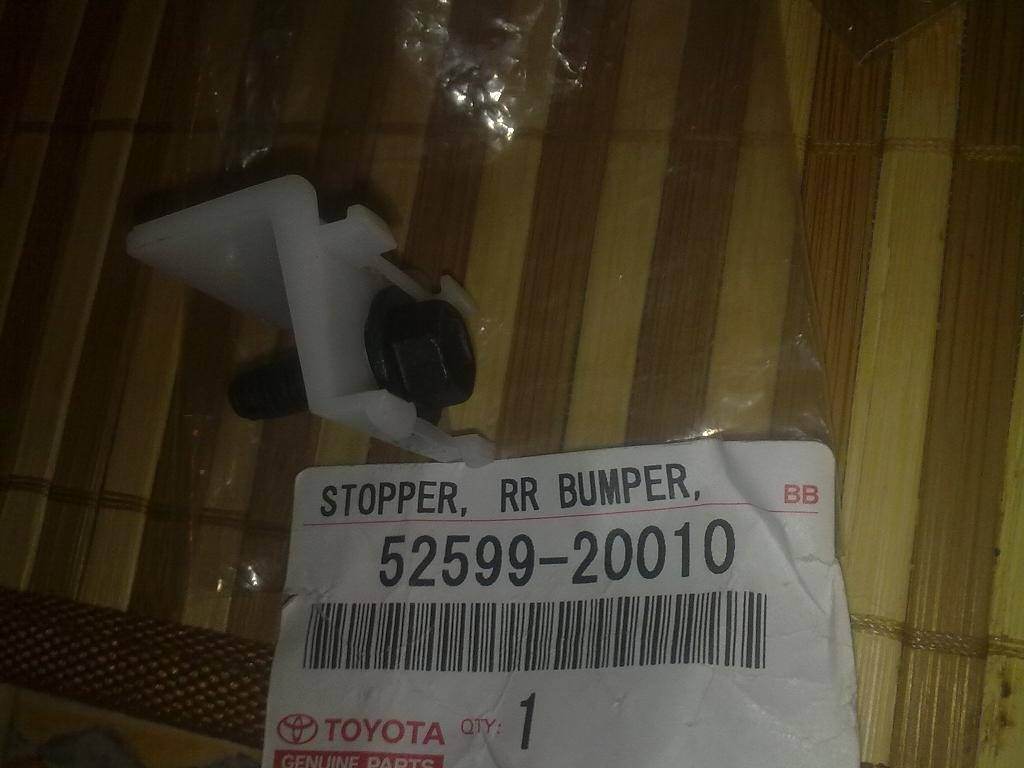 STOPPER, RR BUMPER, BB
52599-20010
TOYOTA QTY: 1
GENUINE PARTS